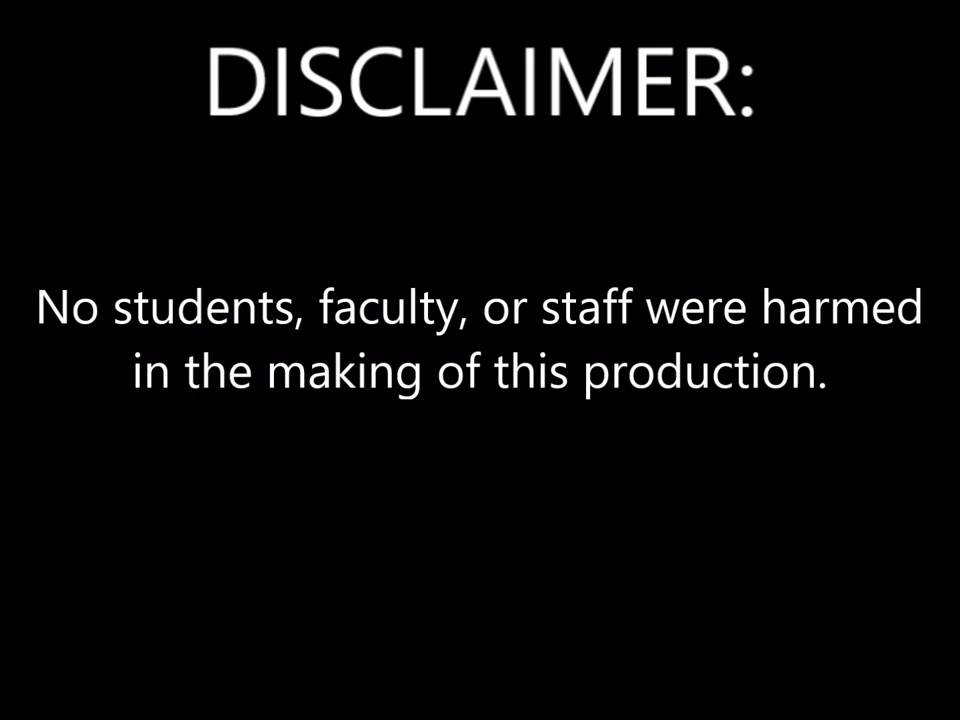 DISCLAIMER:
No students, faculty, or staff were harmed
in the making of this production.